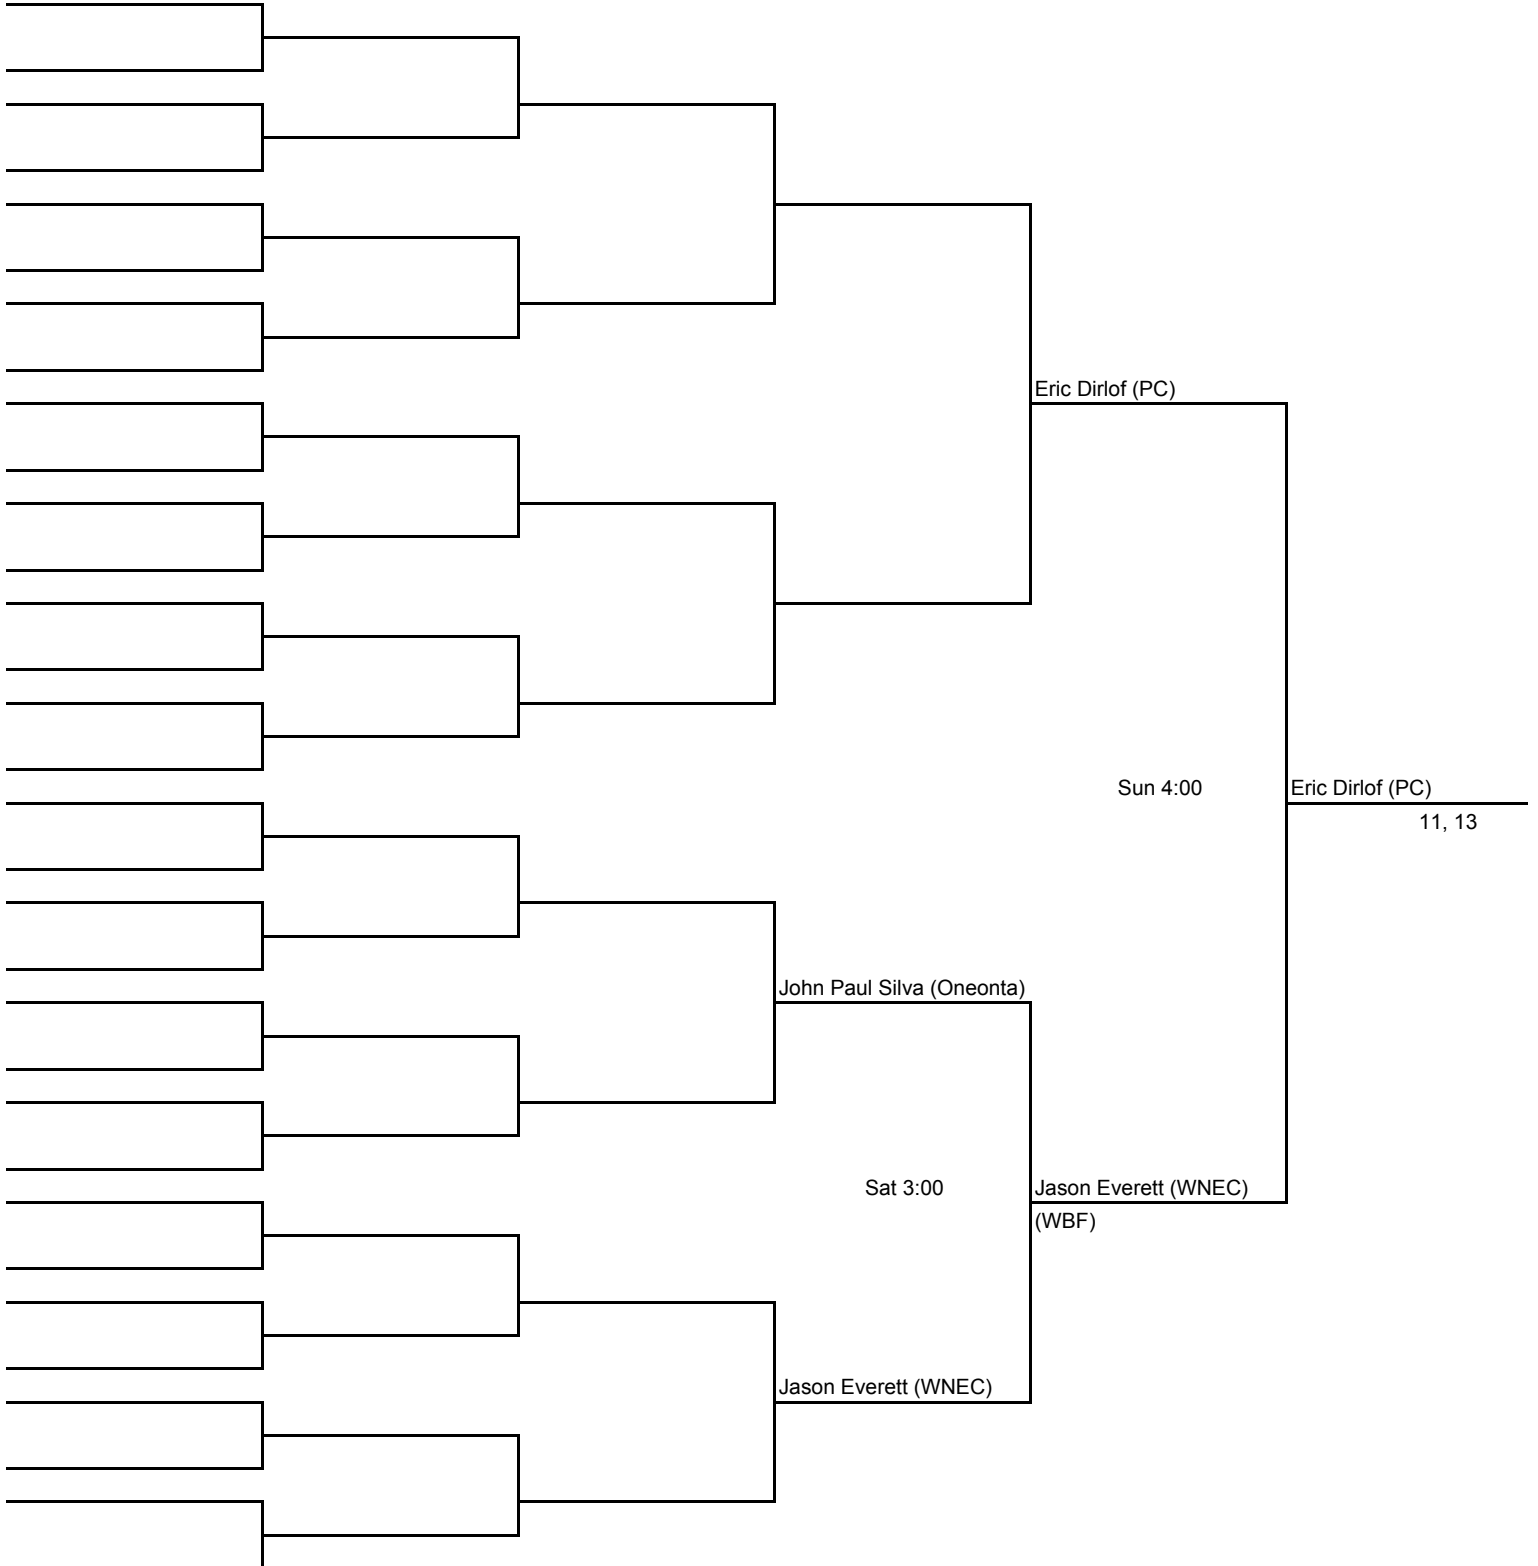 Eric Dirlof (PC)
Sun 4:00
Eric Dirlof (PC)
11, 13
John Paul Silva (Oneonta)
Sat 3:00
Jason Everett (WNEC)
(WBF)
Jason Everett (WNEC)